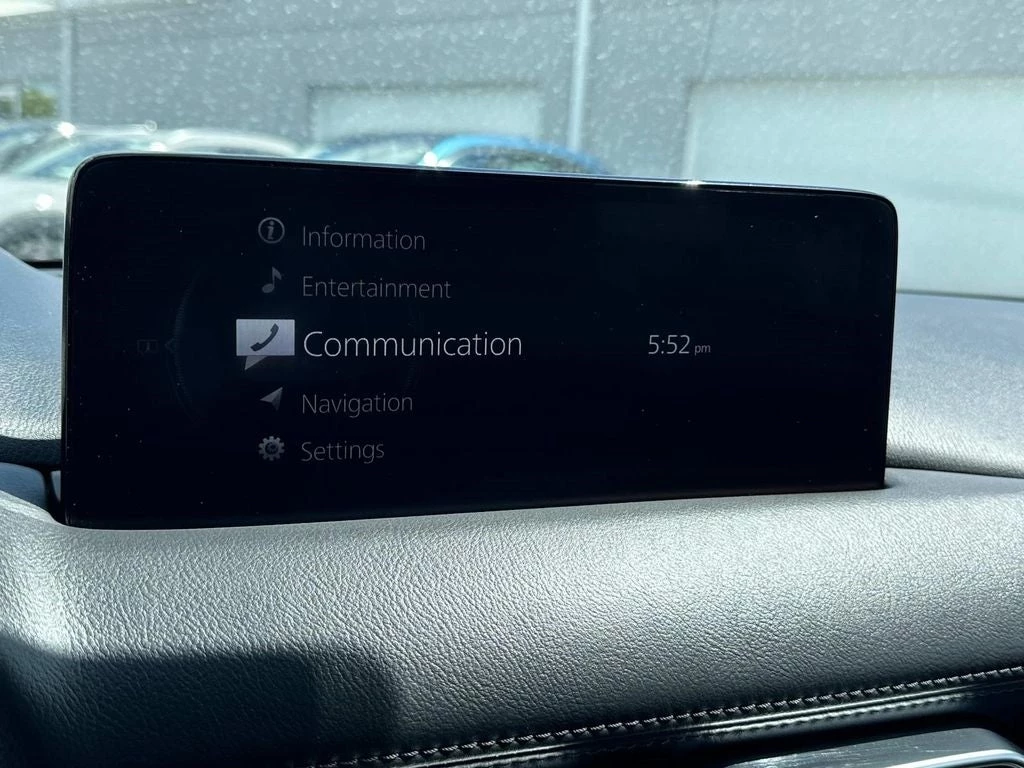 Information
Entertainment
Communication
5:52 pm
Navigation
Settings